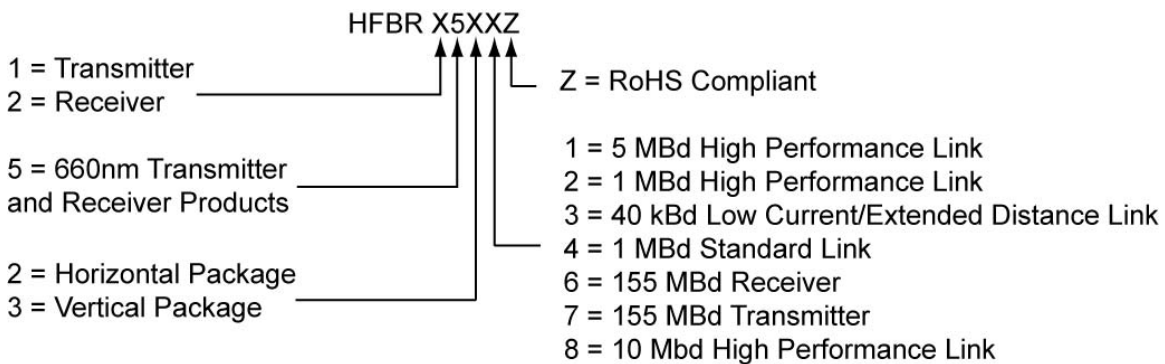 HFBR X5XXZ
1 = Transmitter
2 = Receiver
5 = 660nm Transmitter
and Receiver Products
2 = Horizontal Package
3 = Vertical Package
Z = RoHS Compliant
1 = 5 MBd High Performance Link
2 = 1 MBd High Performance Link
3 = 40 kBd Low Current/Extended Distance Link
4 = 1 MBd Standard Link
6 = 155 MBd Receiver
7 = 155 MBd Transmitter
8 = 10 Mbd High Performance Link